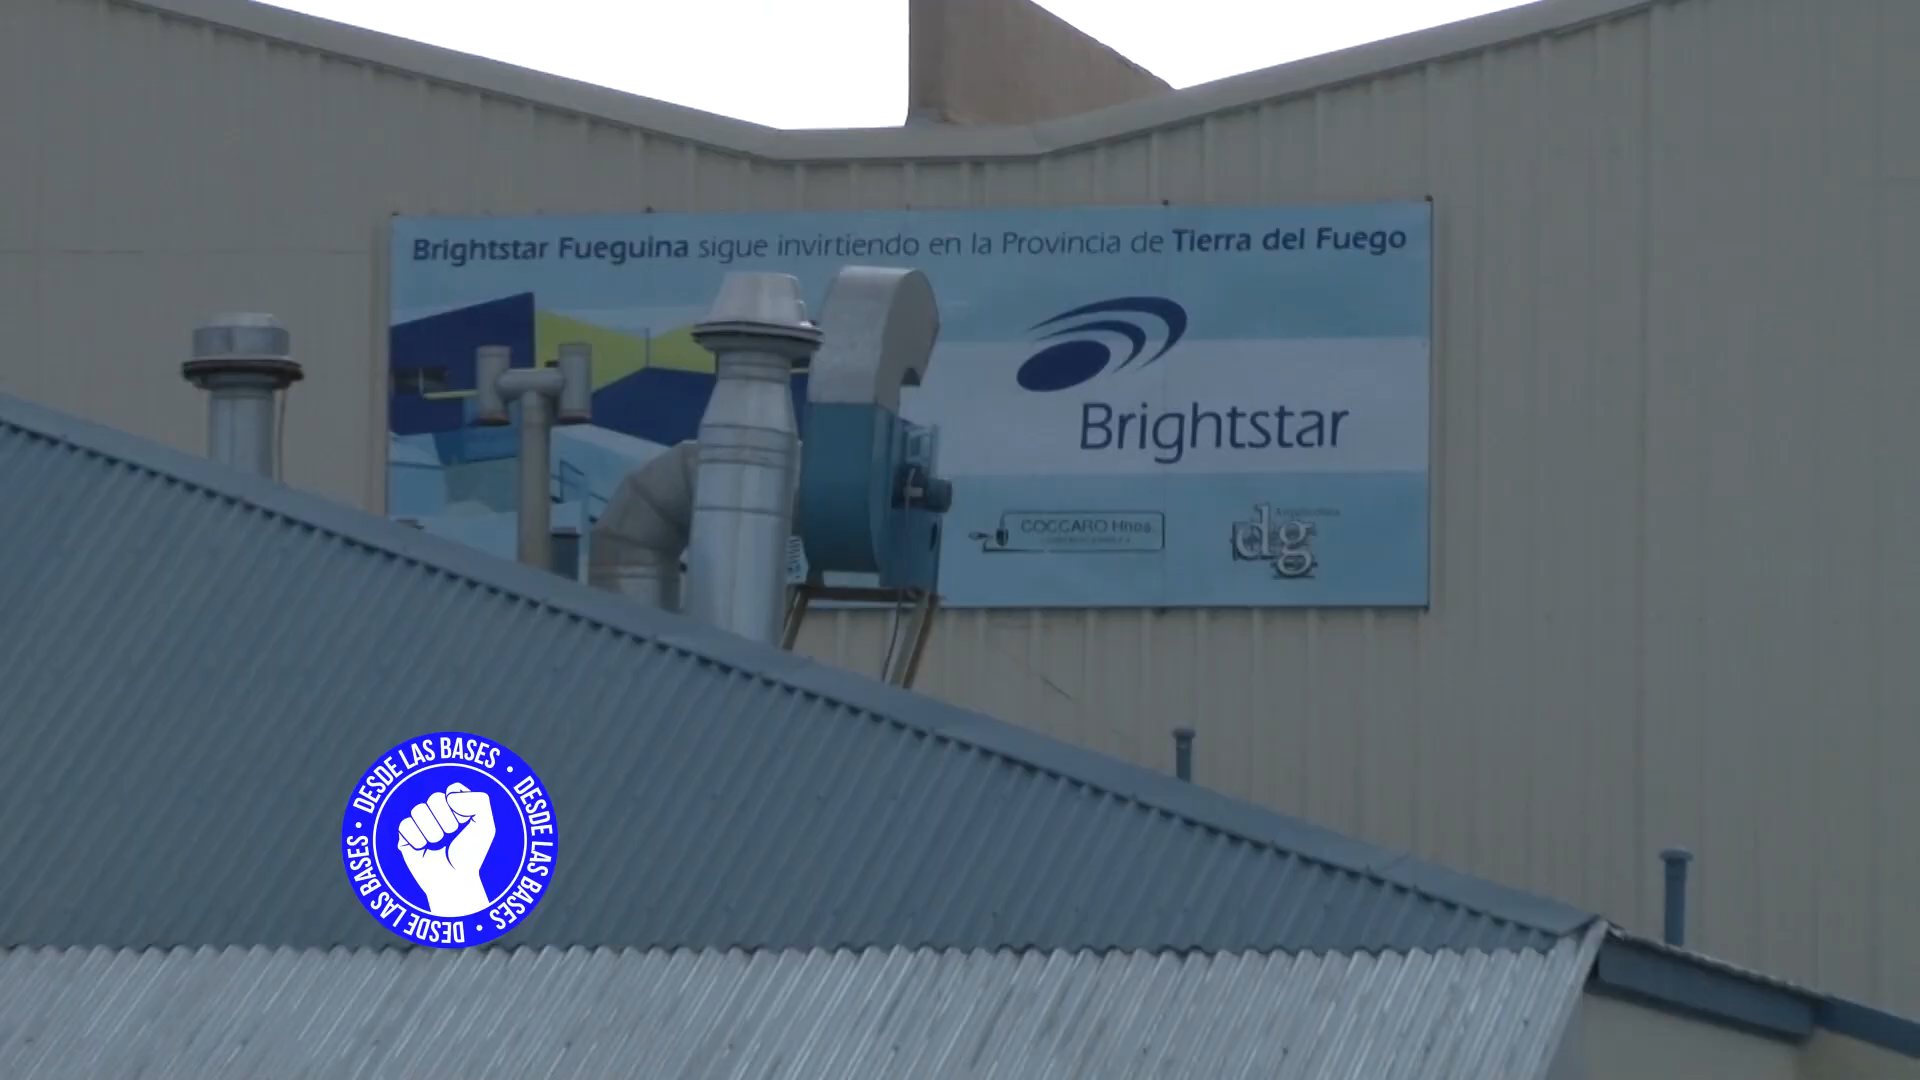 Brightstar Fueguina sigue invirtiendo en la Provincia de Tierra del Fuego
Brightstar
COCCARO Hnos.
dg
DESDE LAS BASES • DESDE LAS BASES • DESDE LAS BASES •